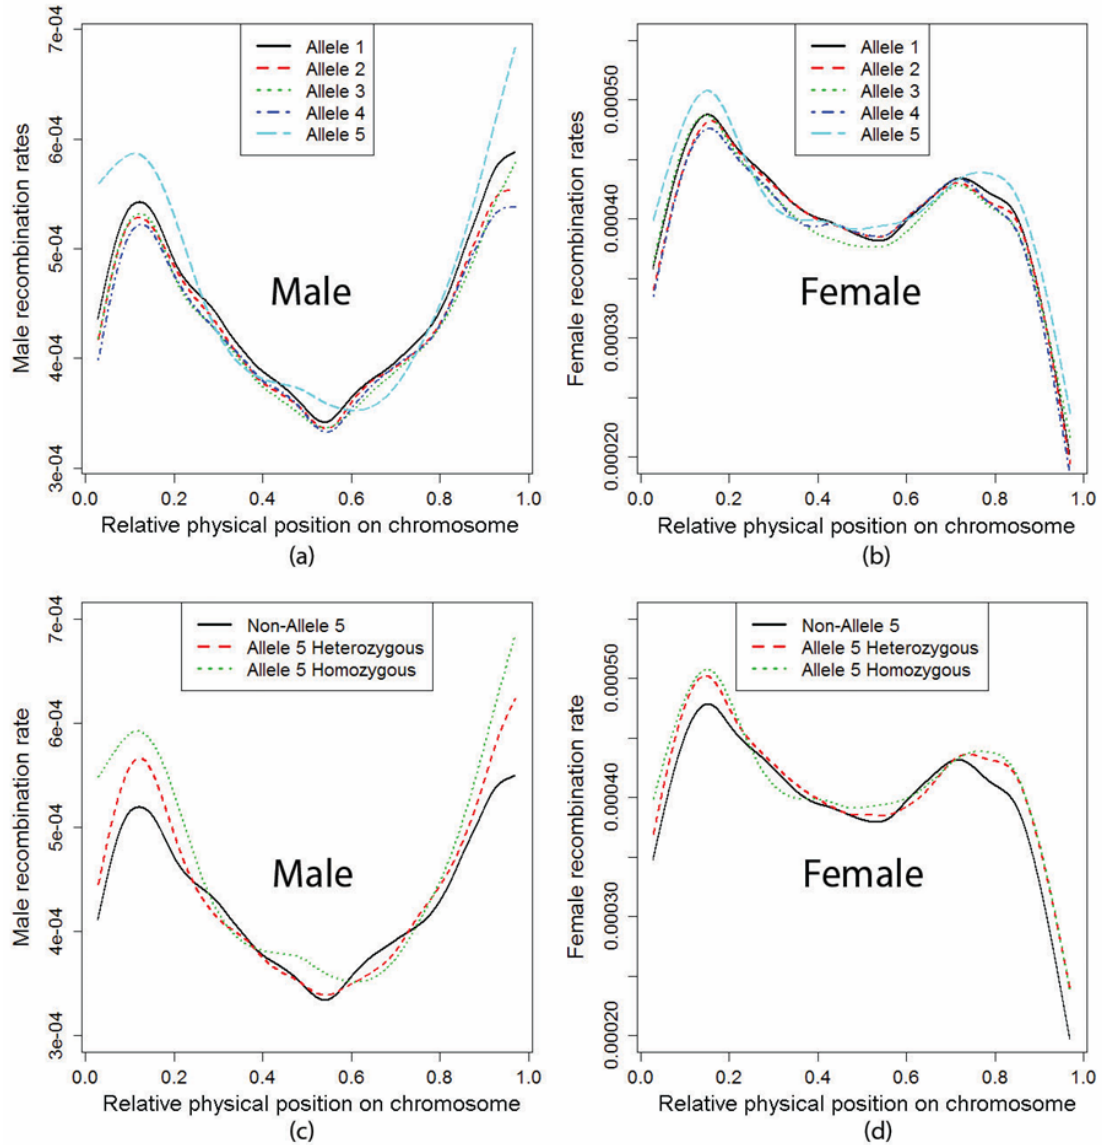 Male recombination rates
7e-04
6e-04
5e-04
4e-04
3e-04
Allele 1
Allele 2
Allele 3
Allele 4
Allele 5
Male
0.0 0.2 0.4 0.6 0.8 1.0
Relative physical position on chromosome
(a)
Female recombination rates
0.00050
0.00040
0.00030
0.00020
Allele 1
Allele 2
Allele 3
Allele 4
Allele 5
Female
0.0 0.2 0.4 0.6 0.8 1.0
Relative physical position on chromosome
(b)
Male recombination rate
7e-04
6e-04
5e-04
4e-04
3e-04
Non-Allele 5
Allele 5 Heterozygous
Allele 5 Homozygous
Male
0.0 0.2 0.4 0.6 0.8 1.0
Relative physical position on chromosome
(c)
Female recombination rate
0.00050
0.00040
0.00030
0.00020
Non-Allele 5
Allele 5 Heterozygous
Allele 5 Homozygous
Female
0.0 0.2 0.4 0.6 0.8 1.0
Relative physical position on chromosome
(d)